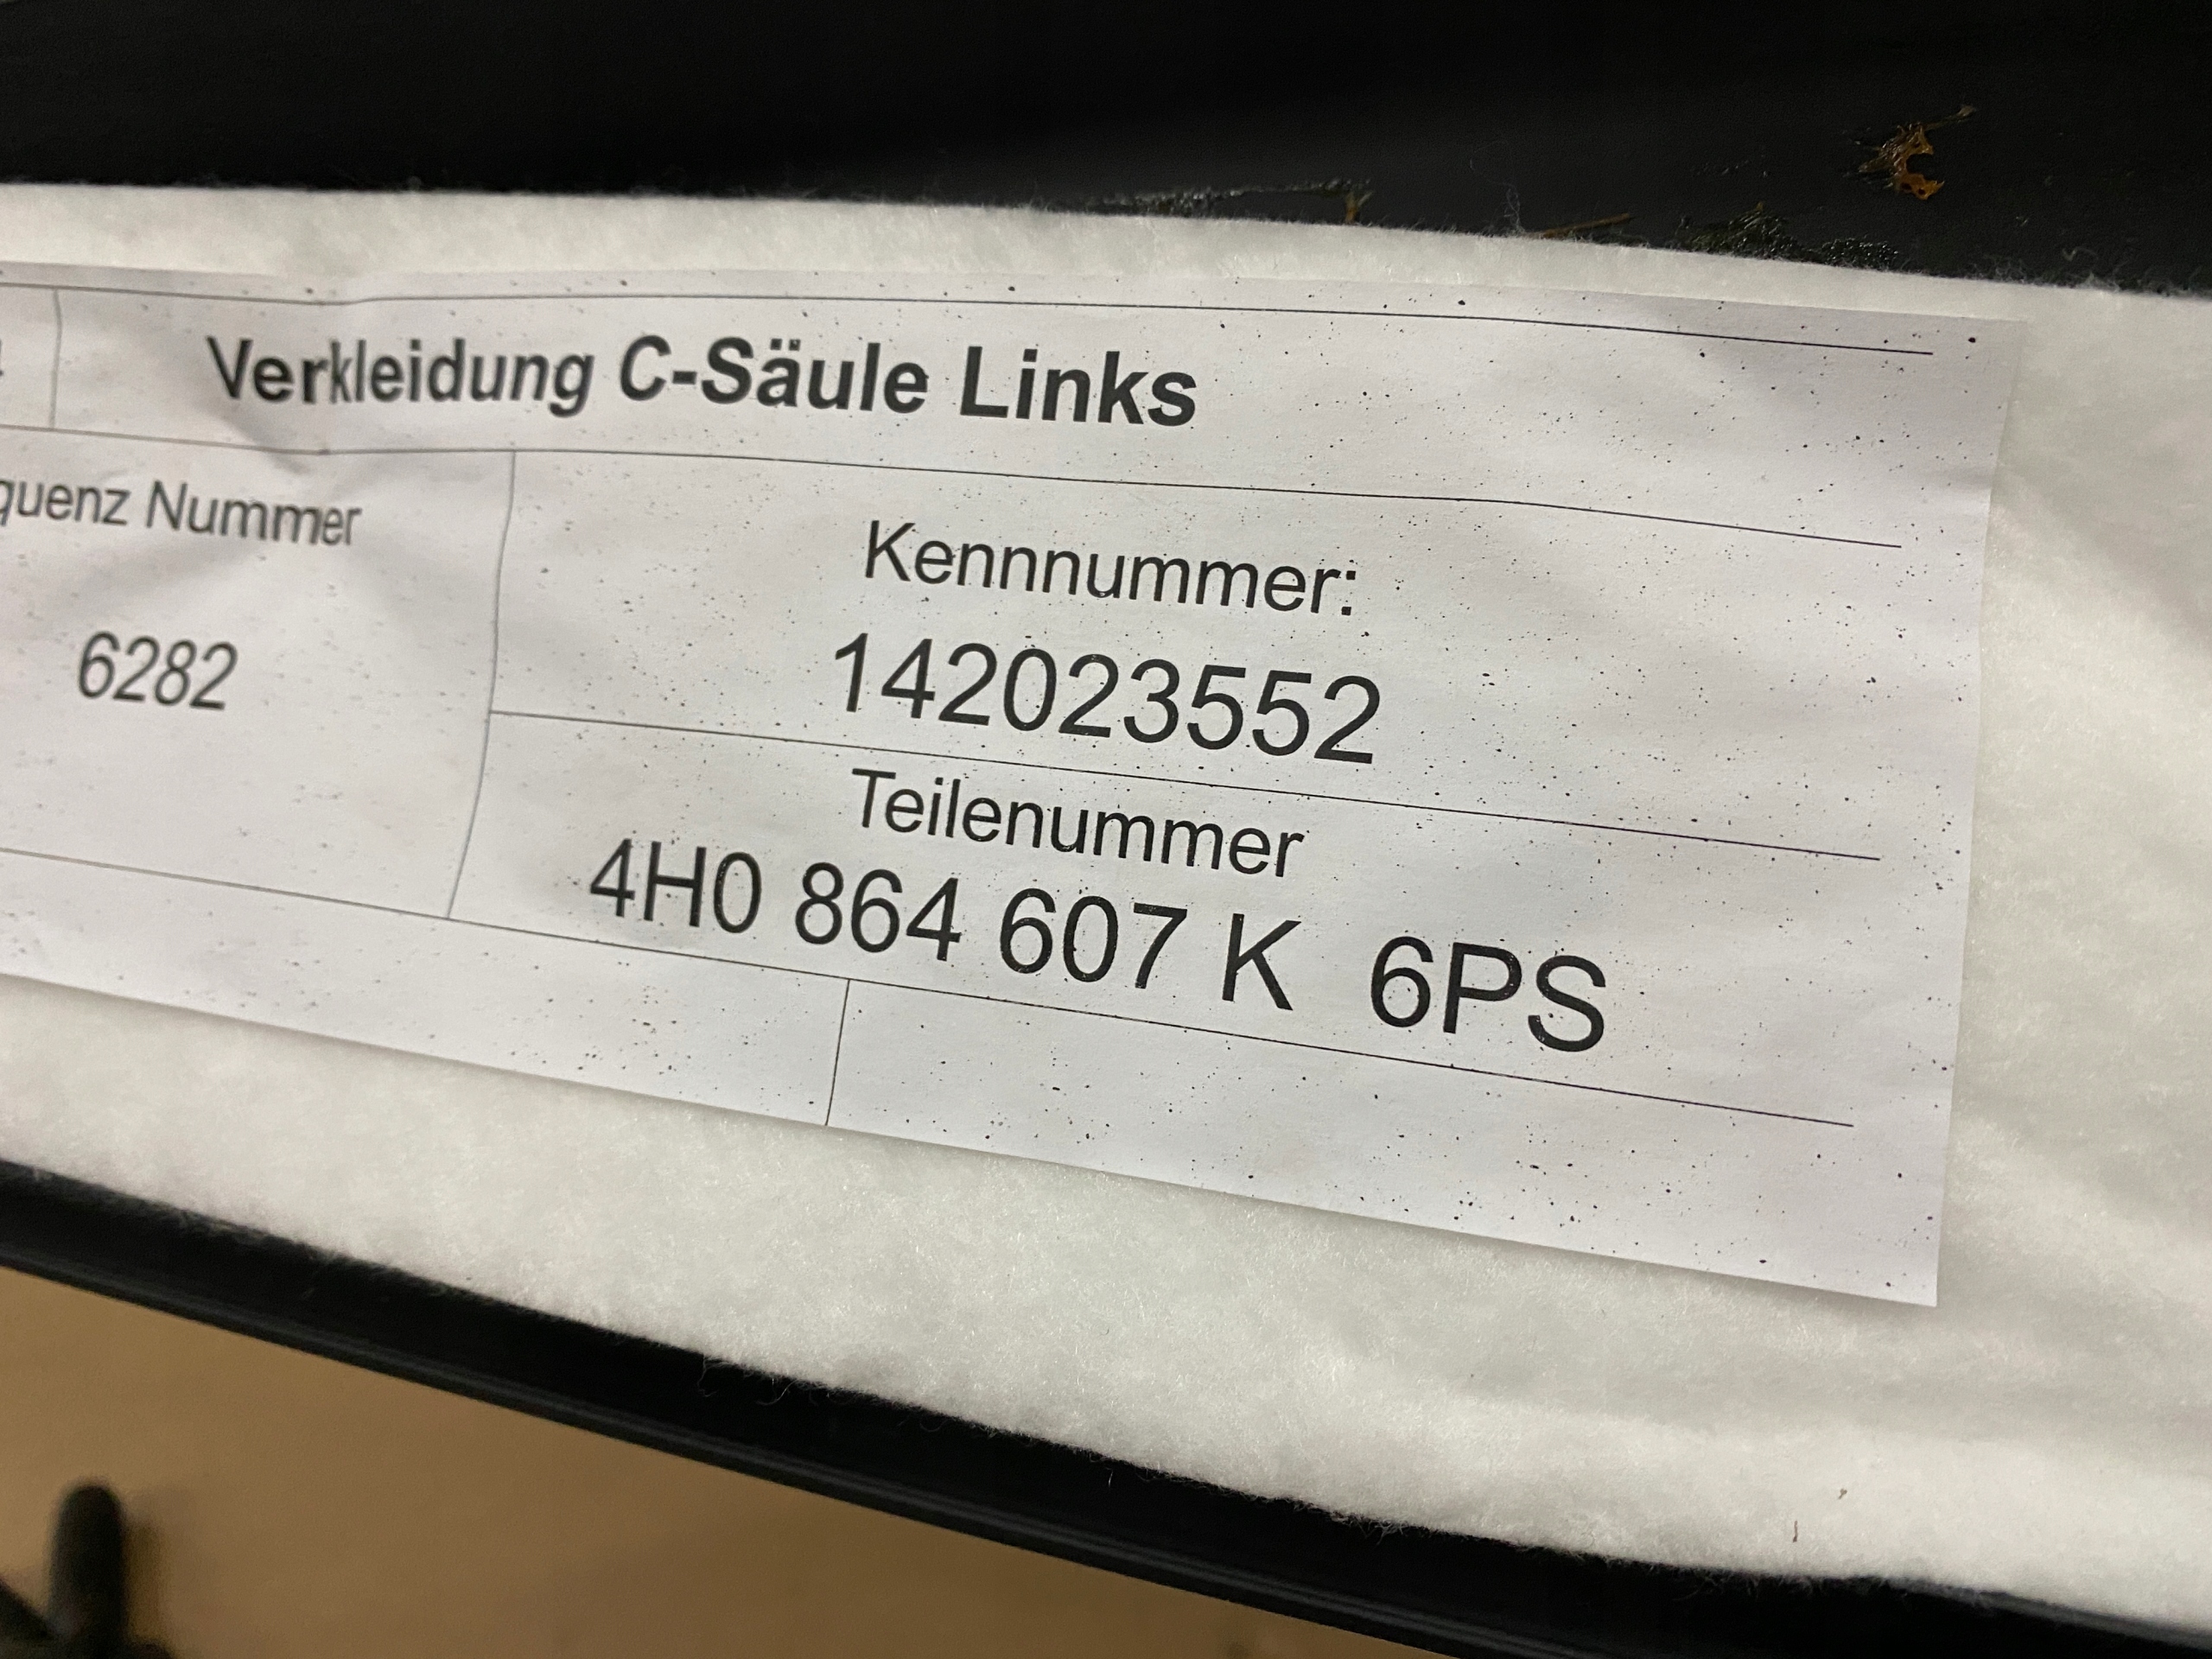 Verkleidung C-Säule Links
quenz Nummer
6282
Kennnummer:
142023552
Teilenummer
4H0 864 607 K 6PS